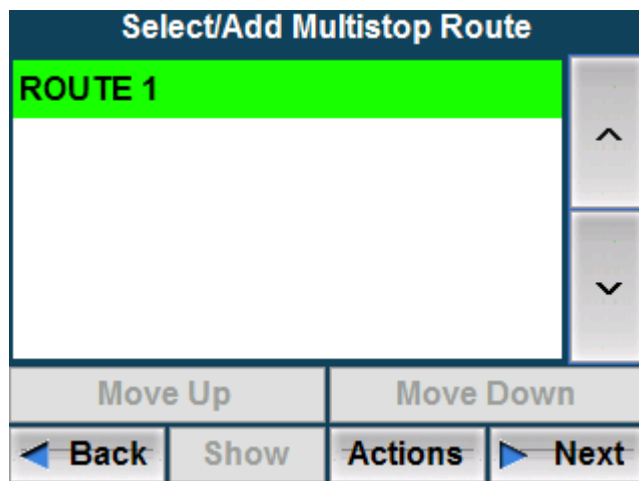 Select/Add Multistop Route
ROUTE 1
Move Up Move Down
Back Show Actions Next